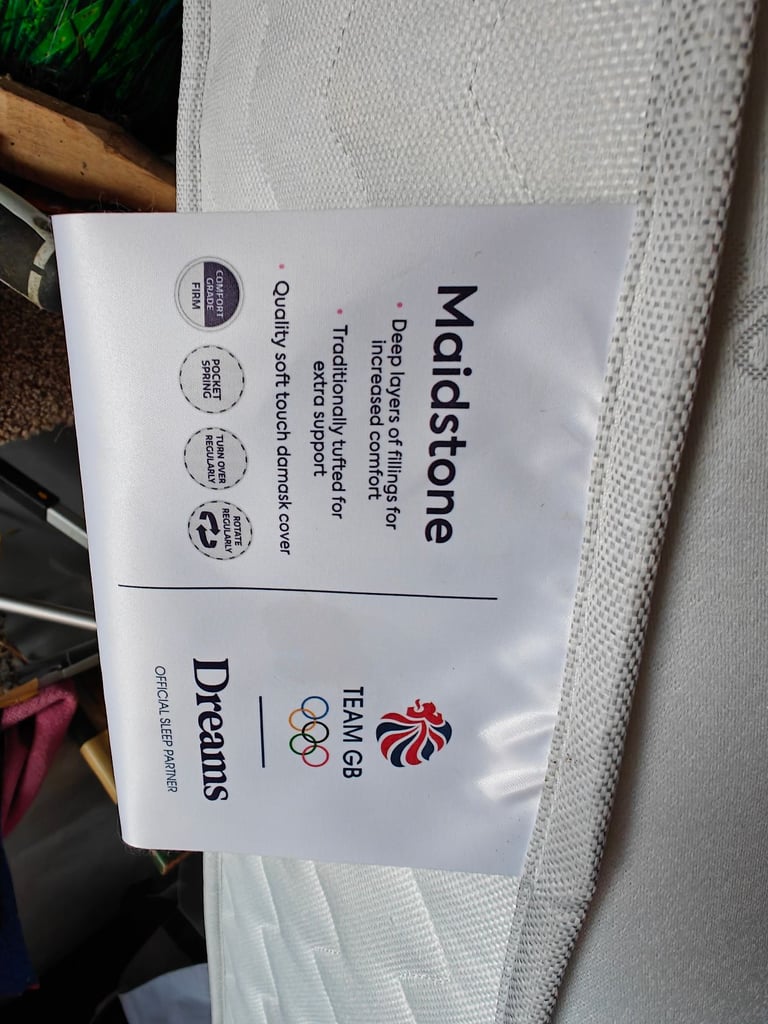 Maidstone
• Deep layers of fillings for
increased comfort
• Traditionally tufted for
extra support
• Quality soft touch damask cover
COMFORT
GRADE
FIRM
POCKET
SPRING
TURN OVER
REGULARLY
ROTATE
REGULARLY
TEAM GB
Dreams
OFFICIAL SLEEP PARTNER